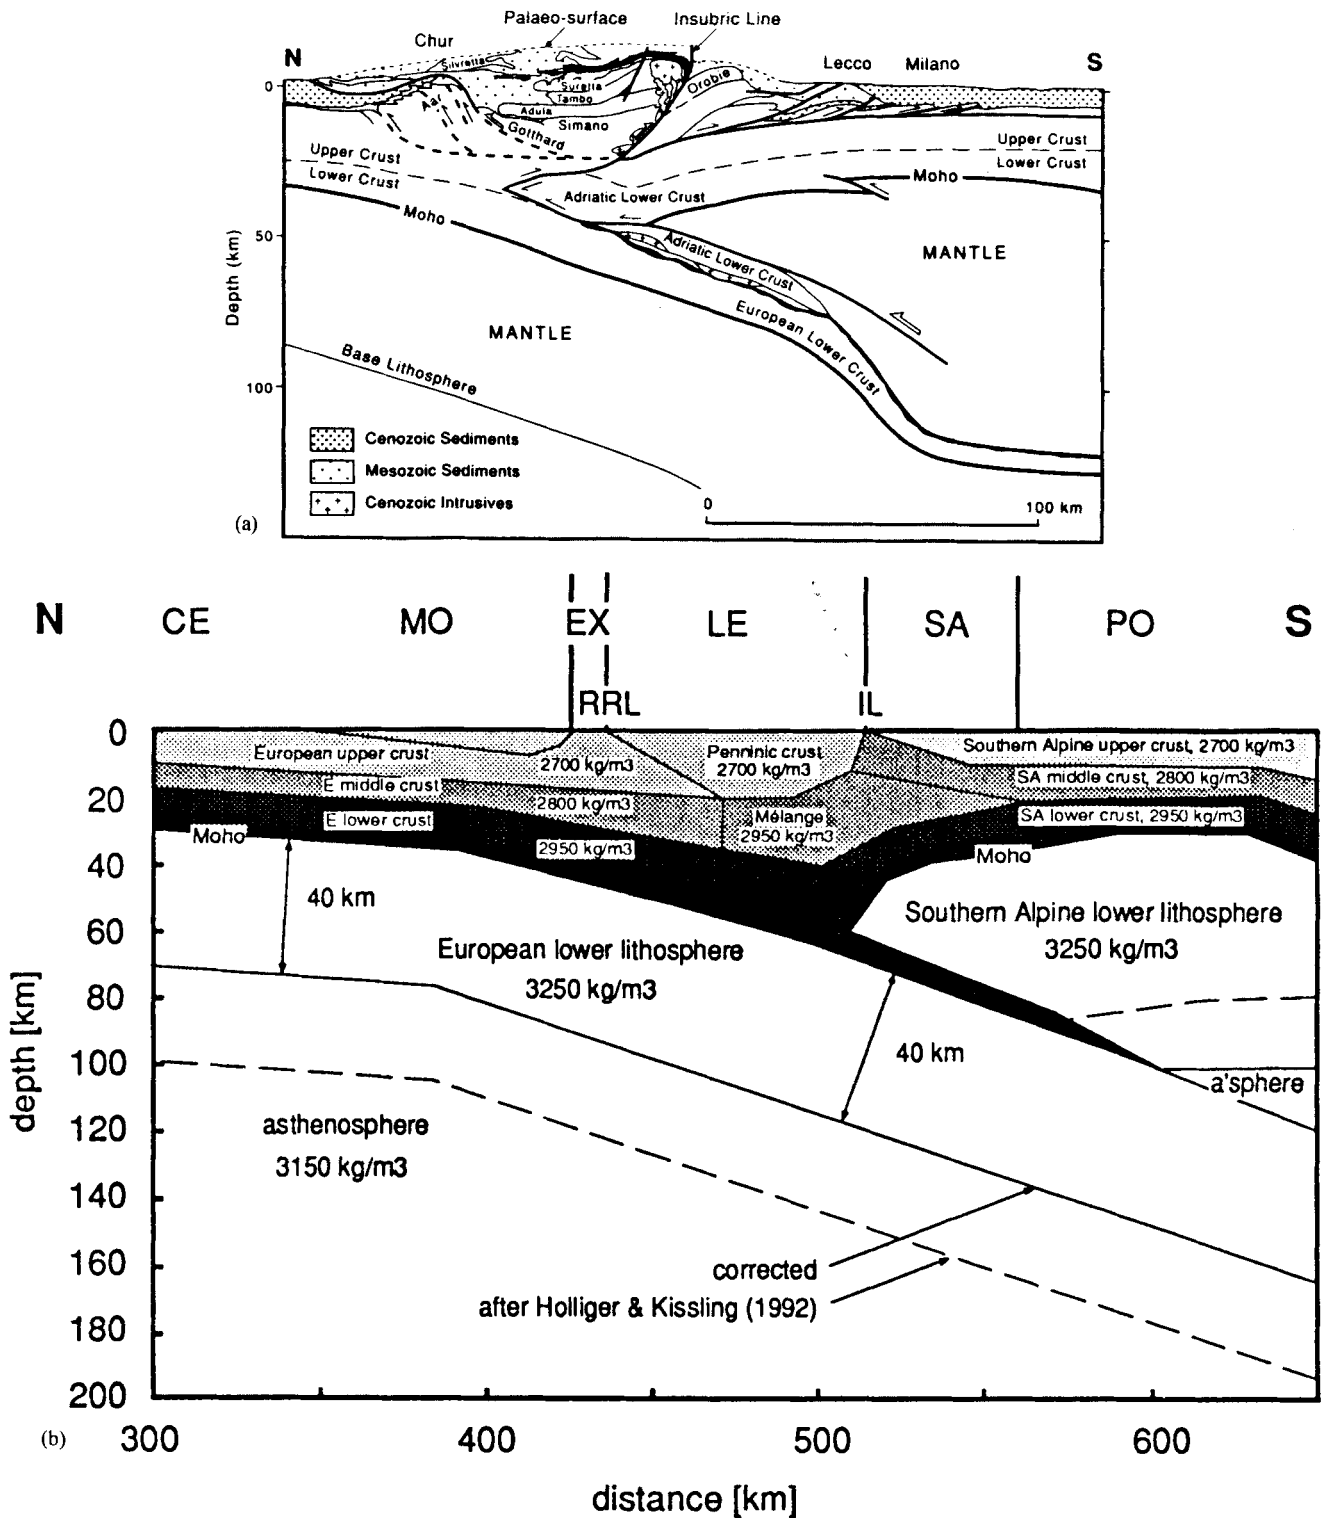 Palaeo-surface
Insubric Line
N
Chur
Lecco
Milano
S
Silvretta
Suretta
Tambo
Adula
Simano
Orobic
Aar
Gotthard
0
50
100
Depth (km)
Upper Crust
Lower Crust
Moho
Adriatic Lower Crust
Upper Crust
Lower Crust
Moho
Adriatic Lower Crust
MANTLE
European Lower Crust
MANTLE
Base Lithosphere
Cenozoic Sediments
Mesozoic Sediments
Cenozoic Intrusives
0
100 km
(a)
N
CE
MO
EX
LE
SA
PO
S
RRL
IL
0
20
40
60
80
100
120
140
160
180
200
depth [km]
European upper crust
2700 kg/m3
Penninic crust
2700 kg/m3
Southern Alpine upper crust, 2700 kg/m3
E middle crust
2800 kg/m3
SA middle crust, 2800 kg/m3
E lower crust
2950 kg/m3
Mélange
2950 kg/m3
SA lower crust, 2950 kg/m3
Moho
Moho
40 km
European lower lithosphere
3250 kg/m3
Southern Alpine lower lithosphere
3250 kg/m3
40 km
a'sphere
asthenosphere
3150 kg/m3
corrected
after Holliger & Kissling (1992)
(b)
300
400
500
600
distance [km]